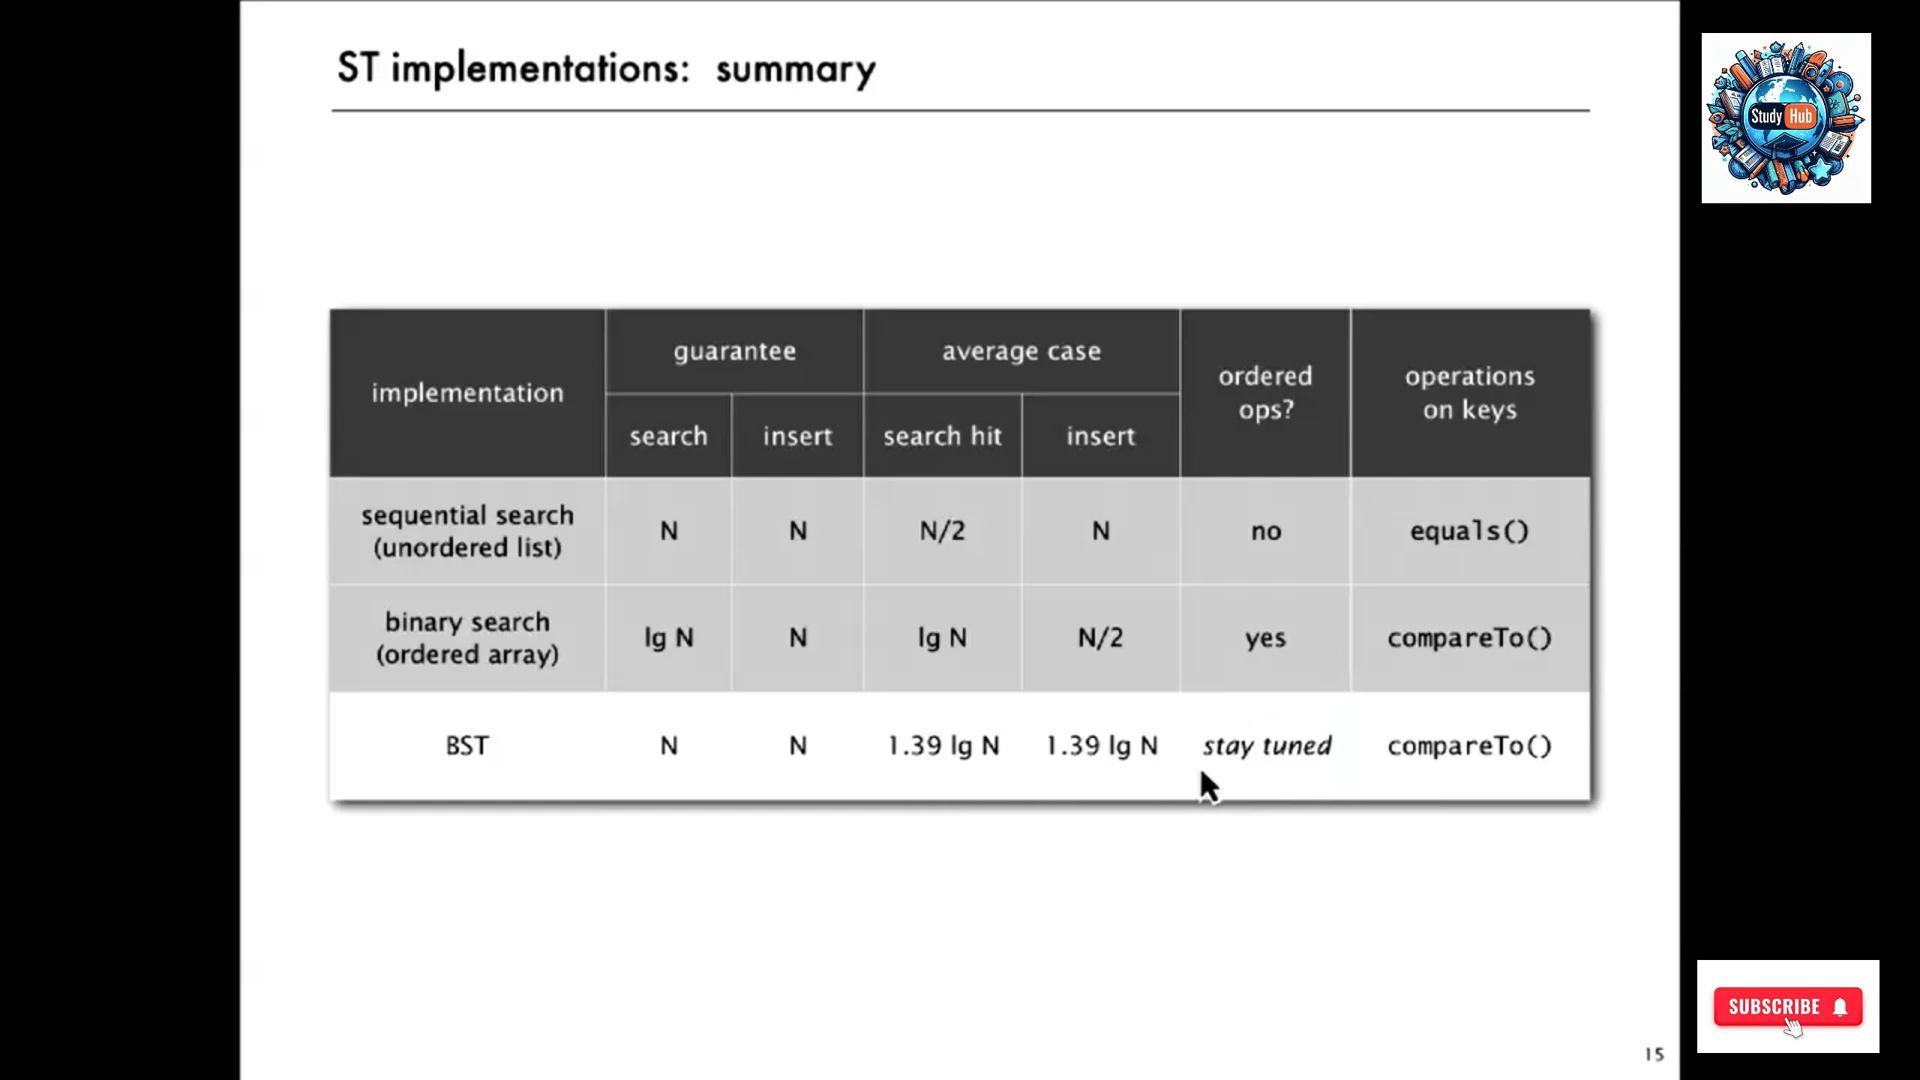 ST implementations: summary
Study Hub
implementation
guarantee
average case
ordered
ops?
operations
on keys
search
insert
search hit
insert
sequential search
(unordered list)
N
N
N/2
N
no
equals()
binary search
(ordered array)
lg N
N
lg N
N/2
yes
compareTo()
BST
N
N
1.39 lg N
1.39 lg N
stay tuned
compareTo()
SUBSCRIBE
15